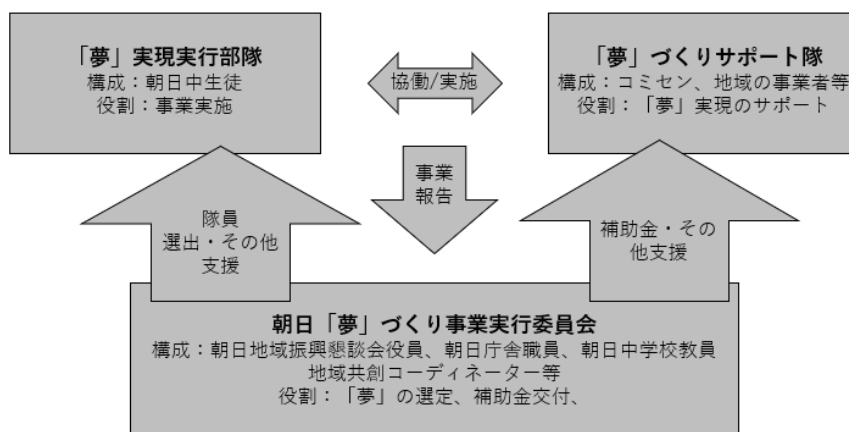 「夢」実現実行部隊
構成：朝日中生徒
役割：事業実施
協働/実施
「夢」づくりサポート隊
構成：コミセン、地域の事業者等
役割：「夢」実現のサポート
隊員
選出・その他
支援
事業
報告
補助金・その
他支援
朝日「夢」づくり事業実行委員会
構成：朝日地域振興懇談会役員、朝日庁舎職員、朝日中学校教員
地域共創コーディネーター等
役割：「夢」の選定、補助金交付、